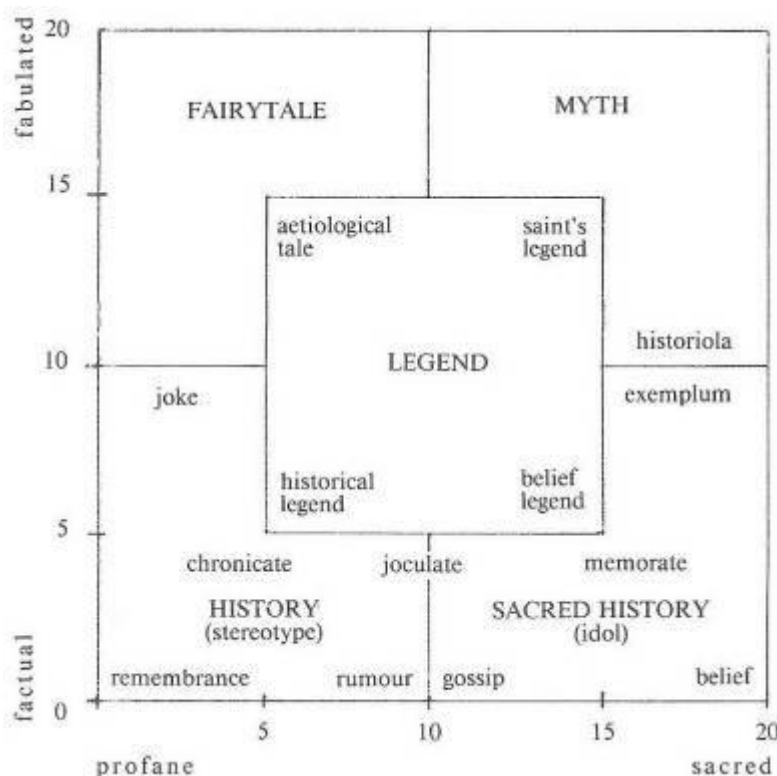 fabulated
20
FAIRYTALE
MYTH
15
aetiological
tale
saint's
legend
historiola
10
LEGEND
joke
exemplum
historical
legend
belief
legend
5
chronicate
joculate
memorate
HISTORY
(stereotype)
SACRED HISTORY
(idol)
factual
remembrance
rumour
gossip
belief
0
5
10
15
20
profane
sacred